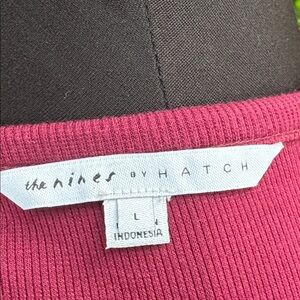 the nines BY HATCH
L
INDONESIA